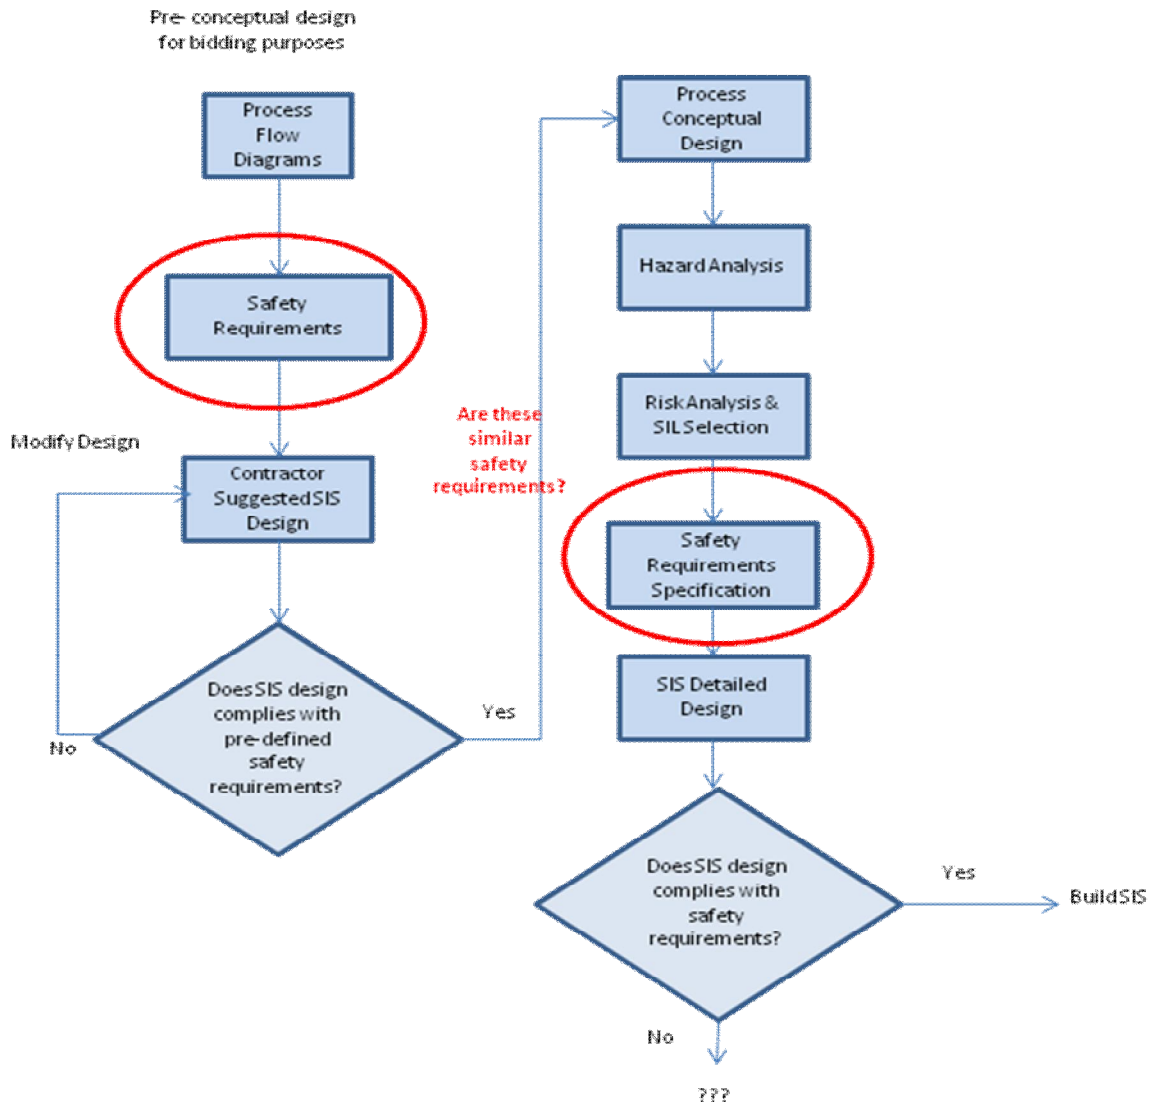 Pre- conceptual design
for bidding purposes
Process
Flow
Diagrams
Safety
Requirements
Modify Design
Contractor
Suggested SIS
Design
Does SIS design
complies with
pre-defined
safety
requirements?
No
Yes
Are these
similar
safety
requirements?
Process
Conceptual
Design
Hazard Analysis
Risk Analysis &
SIL Selection
Safety
Requirements
Specification
SIS Detailed
Design
Does SIS design
complies with
safety
requirements?
Yes
Build SIS
No
???